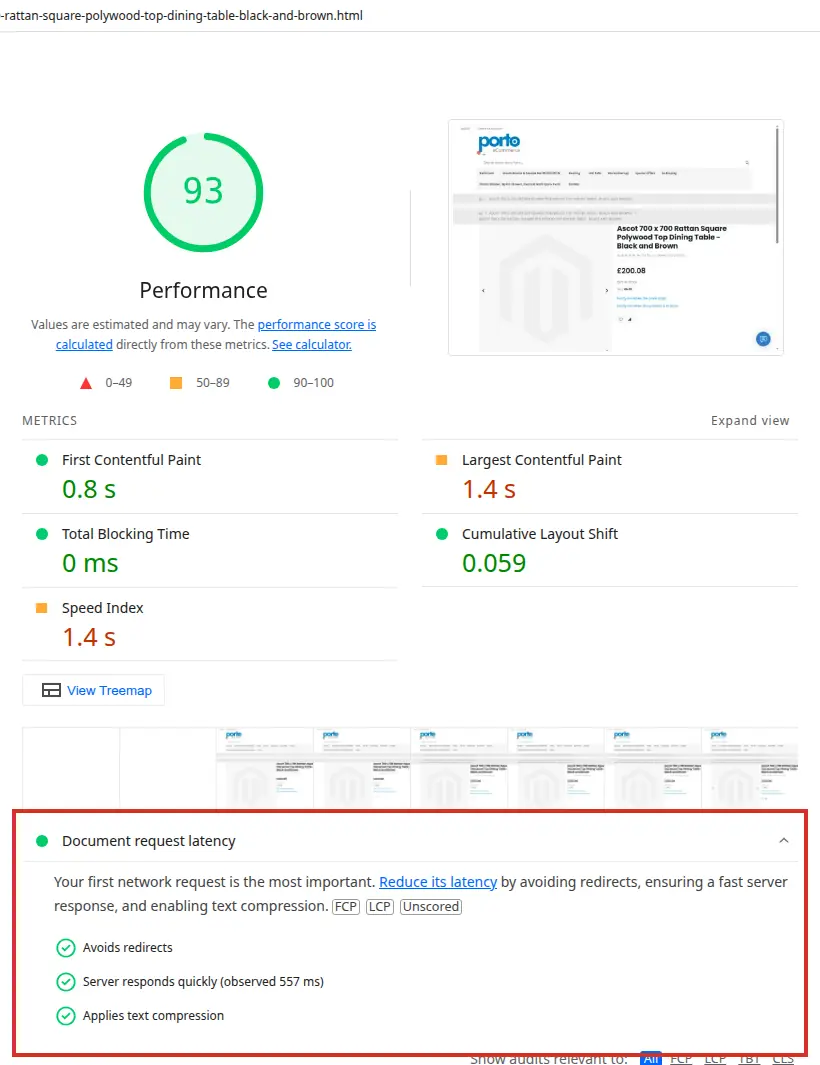 -rattan-square-polywood-top-dining-table-black-and-brown.html
93
Performance
Values are estimated and may vary. The performance score is
calculated directly from these metrics. See calculator.
0–49
50–89
90–100
porto
eCommerce
Ascot 700 x 700 Rattan Square
Polywood Top Dining Table -
Black and Brown
£200.08
METRICS
Expand view
First Contentful Paint
0.8 s
Largest Contentful Paint
1.4 s
Total Blocking Time
0 ms
Cumulative Layout Shift
0.059
Speed Index
1.4 s
View Treemap
porto
porto
porto
porto
porto
porto
Document request latency
Your first network request is the most important. Reduce its latency by avoiding redirects, ensuring a fast server
response, and enabling text compression. FCP LCP Unscored
Avoids redirects
Server responds quickly (observed 557 ms)
Applies text compression
Show audits relevant to: All FCP LCP TBT CLS